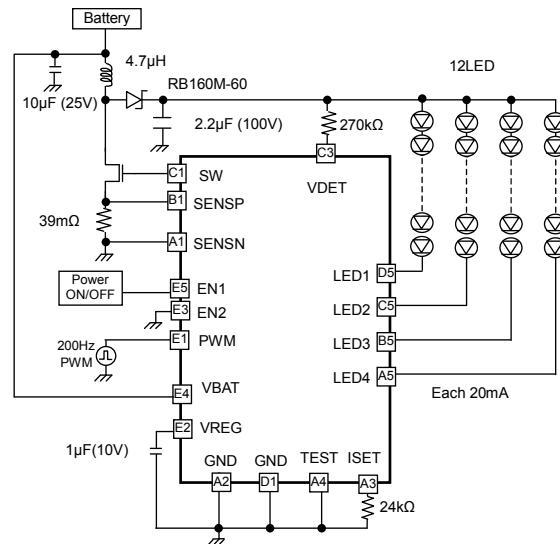 Battery
4.7μH
RB160M-60
12LED
10μF (25V)
2.2μF (100V)
270kΩ
C3
VDET
C1 SW
B1 SENSP
39mΩ
A1 SENSN
D5 LED1
Power
ON/OFF
E5 EN1
E3 EN2
C5 LED2
200Hz
PWM
E1 PWM
B5 LED3
A5 LED4
Each 20mA
E4 VBAT
E2 VREG
1μF(10V)
GND GND TEST ISET
A2 D1 A4 A3
24kΩ